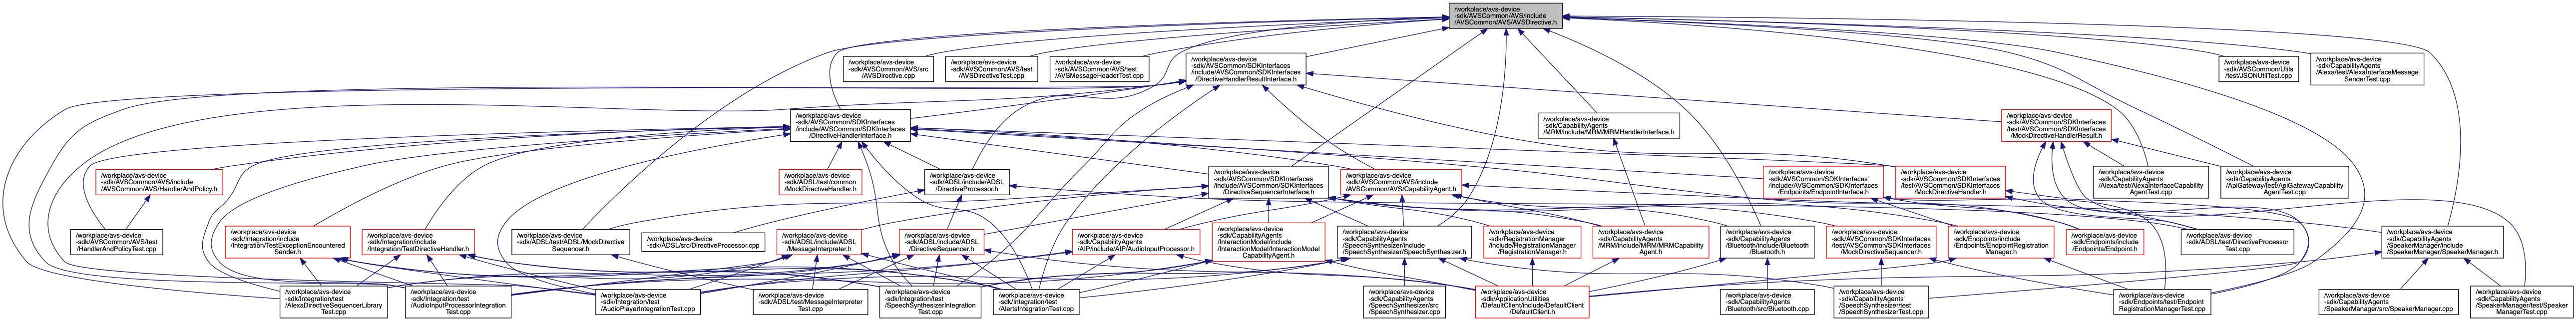 /workplace/avs-device
-sdk/AVSCommon/AVS/include
/AVSCommon/AVS/AVSDirective.h
/workplace/avs-device
-sdk/AVSCommon/AVS/src
/AVSDirective.cpp
/workplace/avs-device
-sdk/AVSCommon/AVS/test
/AVSDirectiveTest.cpp
/workplace/avs-device
-sdk/AVSCommon/AVS/test
/AVSMessageHeaderTest.cpp
/workplace/avs-device
-sdk/AVSCommon/SDKInterfaces
/include/AVSCommon/SDKInterfaces
/DirectiveHandlerResultInterface.h
/workplace/avs-device
-sdk/AVSCommon/Utils
/test/JSONUtilTest.cpp
/workplace/avs-device
-sdk/CapabilityAgents
/Alexa/test/AlexaInterfaceMessage
SenderTest.cpp
/workplace/avs-device
-sdk/AVSCommon/SDKInterfaces
/include/AVSCommon/SDKInterfaces
/DirectiveHandlerInterface.h
/workplace/avs-device
-sdk/CapabilityAgents
/MRM/include/MRM/MRMHandlerInterface.h
/workplace/avs-device
-sdk/AVSCommon/SDKInterfaces
/test/AVSCommon/SDKInterfaces
/MockDirectiveHandlerResult.h
/workplace/avs-device
-sdk/AVSCommon/AVS/include
/AVSCommon/AVS/HandlerAndPolicy.h
/workplace/avs-device
-sdk/ADSL/test/common
/MockDirectiveHandler.h
/workplace/avs-device
-sdk/ADSL/include/ADSL
/DirectiveProcessor.h
/workplace/avs-device
-sdk/AVSCommon/SDKInterfaces
/include/AVSCommon/SDKInterfaces
/DirectiveSequencerInterface.h
/workplace/avs-device
-sdk/AVSCommon/AVS/include
/AVSCommon/AVS/CapabilityAgent.h
/workplace/avs-device
-sdk/AVSCommon/SDKInterfaces
/include/AVSCommon/SDKInterfaces
/Endpoints/EndpointInterface.h
/workplace/avs-device
-sdk/AVSCommon/SDKInterfaces
/test/AVSCommon/SDKInterfaces
/MockDirectiveHandler.h
/workplace/avs-device
-sdk/CapabilityAgents
/Alexa/test/AlexaInterfaceCapability
AgentTest.cpp
/workplace/avs-device
-sdk/CapabilityAgents
/ApiGateway/test/ApiGatewayCapability
AgentTest.cpp
/workplace/avs-device
-sdk/AVSCommon/AVS/test
/HandlerAndPolicyTest.cpp
/workplace/avs-device
-sdk/Integration/include
/Integration/TestExceptionEncountered
Sender.h
/workplace/avs-device
-sdk/Integration/include
/Integration/TestDirectiveHandler.h
/workplace/avs-device
-sdk/ADSL/test/ADSL/MockDirective
Sequencer.h
/workplace/avs-device
-sdk/ADSL/src/DirectiveProcessor.cpp
/workplace/avs-device
-sdk/ADSL/include/ADSL
/MessageInterpreter.h
/workplace/avs-device
-sdk/ADSL/include/ADSL
/DirectiveSequencer.h
/workplace/avs-device
-sdk/CapabilityAgents
/AIP/include/AIP/AudioInputProcessor.h
/workplace/avs-device
-sdk/CapabilityAgents
/InteractionModel/include
/InteractionModel/InteractionModel
CapabilityAgent.h
/workplace/avs-device
-sdk/CapabilityAgents
/SpeechSynthesizer/include
/SpeechSynthesizer/SpeechSynthesizer.h
/workplace/avs-device
-sdk/RegistrationManager
/include/RegistrationManager
/RegistrationManager.h
/workplace/avs-device
-sdk/CapabilityAgents
/MRM/include/MRM/MRMCapability
Agent.h
/workplace/avs-device
-sdk/CapabilityAgents
/Bluetooth/include/Bluetooth
/Bluetooth.h
/workplace/avs-device
-sdk/AVSCommon/SDKInterfaces
/test/AVSCommon/SDKInterfaces
/MockDirectiveSequencer.h
/workplace/avs-device
-sdk/Endpoints/include
/Endpoints/EndpointRegistration
Manager.h
/workplace/avs-device
-sdk/Endpoints/include
/Endpoints/Endpoint.h
/workplace/avs-device
-sdk/ADSL/test/DirectiveProcessor
Test.cpp
/workplace/avs-device
-sdk/CapabilityAgents
/SpeakerManager/include
/SpeakerManager/SpeakerManager.h
/workplace/avs-device
-sdk/Integration/test
/AlexaDirectiveSequencerLibrary
Test.cpp
/workplace/avs-device
-sdk/Integration/test
/AudioInputProcessorIntegration
Test.cpp
/workplace/avs-device
-sdk/Integration/test
/AudioPlayerIntegrationTest.cpp
/workplace/avs-device
-sdk/ADSL/test/MessageInterpreter
Test.cpp
/workplace/avs-device
-sdk/Integration/test
/SpeechSynthesizerIntegration
Test.cpp
/workplace/avs-device
-sdk/Integration/test
/AlertsIntegrationTest.cpp
/workplace/avs-device
-sdk/CapabilityAgents
/SpeechSynthesizer/src
/SpeechSynthesizer.cpp
/workplace/avs-device
-sdk/ApplicationUtilities
/DefaultClient/include/DefaultClient
/DefaultClient.h
/workplace/avs-device
-sdk/CapabilityAgents
/Bluetooth/src/Bluetooth.cpp
/workplace/avs-device
-sdk/CapabilityAgents
/SpeechSynthesizer/test
/SpeechSynthesizerTest.cpp
/workplace/avs-device
-sdk/Endpoints/test/Endpoint
RegistrationManagerTest.cpp
/workplace/avs-device
-sdk/CapabilityAgents
/SpeakerManager/src/SpeakerManager.cpp
/workplace/avs-device
-sdk/CapabilityAgents
/SpeakerManager/test/Speaker
ManagerTest.cpp